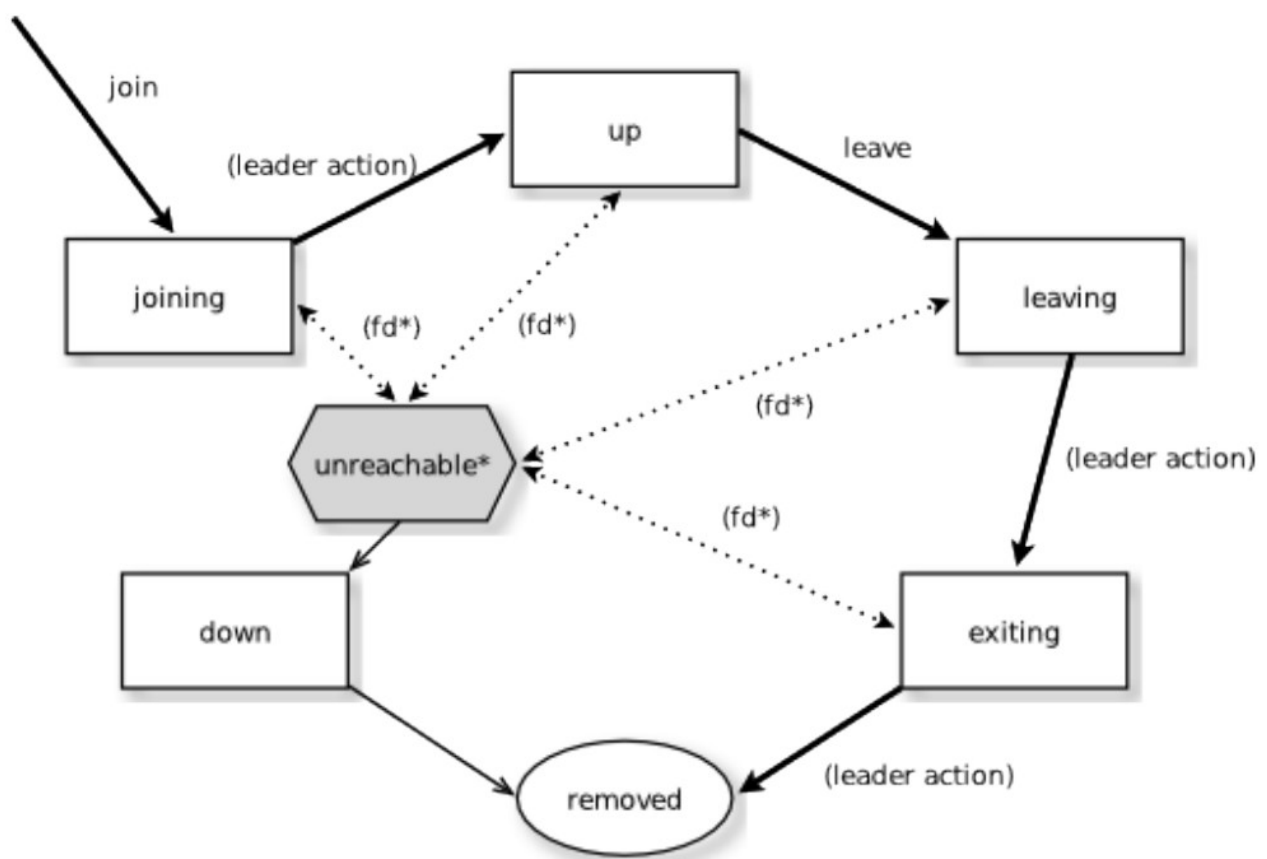 join
up
leave
(leader action)
joining
leaving
(fd*)
(fd*)
(fd*)
unreachable*
(leader action)
(fd*)
down
exiting
(leader action)
removed